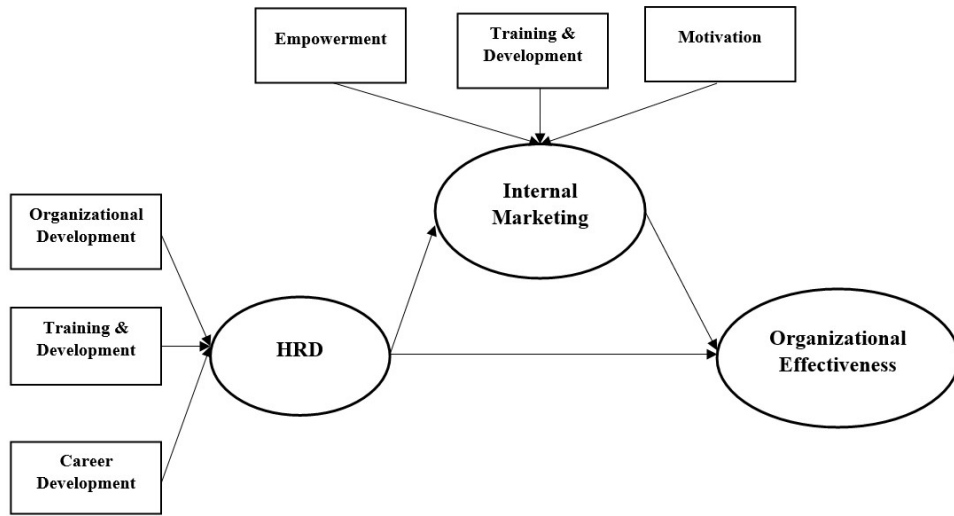 Empowerment
Training &
Development
Motivation
Internal
Marketing
Organizational
Development
Training &
Development
HRD
Organizational
Effectiveness
Career
Development